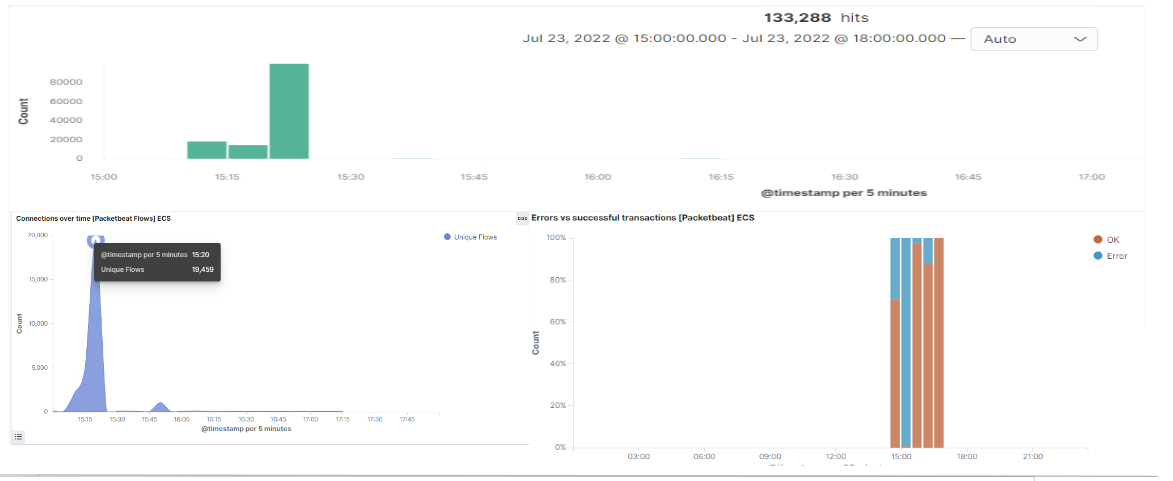 133,288 hits
Jul 23, 2022 @ 15:00:00.000 - Jul 23, 2022 @ 18:00:00.000 — Auto
Count
80000
60000
40000
20000
0
15:00 15:15 15:30 15:45 16:00 16:15 16:30 16:45 17:00
@timestamp per 5 minutes
Connections over time [Packetbeat Flows] ECS
20,000
15,000
10,000
5,000
0
Count
@timestamp per 5 minutes 15:20
Unique Flows 19,459
Unique Flows
15:15 15:30 15:45 16:00 16:15 16:30 16:45 17:00 17:15 17:30 17:45
@timestamp per 5 minutes
Errors vs successful transactions [Packetbeat] ECS
100%
80%
60%
40%
20%
0%
Count
OK
Error
03:00 06:00 09:00 12:00 15:00 18:00 21:00